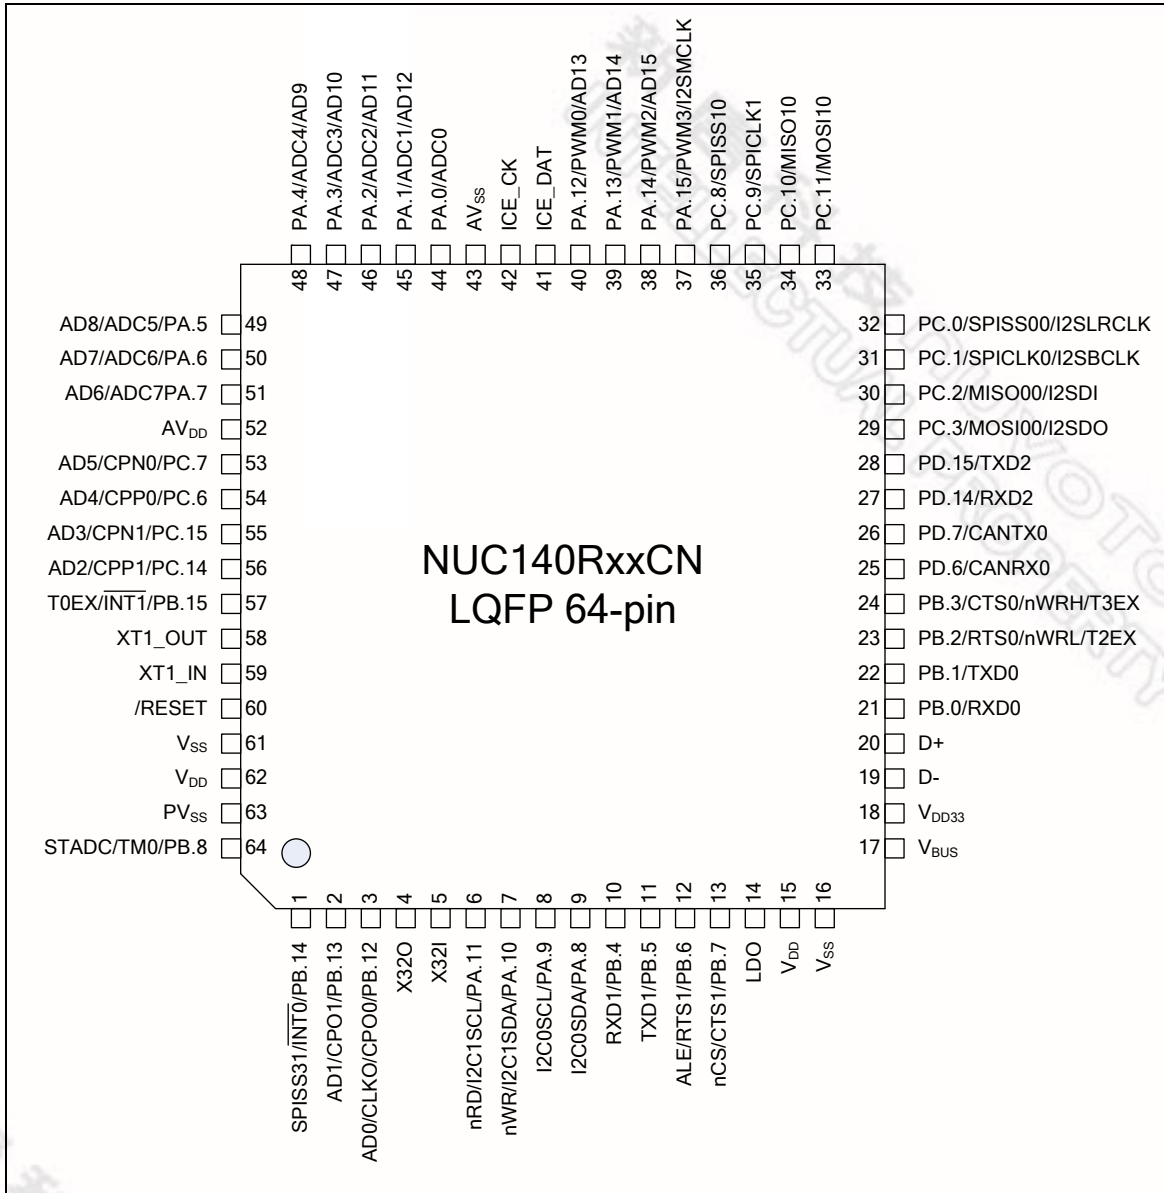 PA.4/ADC4/AD9
PA.3/ADC3/AD10
PA.2/ADC2/AD11
PA.1/ADC1/AD12
PA.0/ADC0
AVSS
ICE_CK
ICE_DAT
PA.12/PWM0/AD13
PA.13/PWM1/AD14
PA.14/PWM2/AD15
PA.15/PWM3/I2SMCLK
PC.8/SPISS10
PC.9/SPICLK1
PC.10/MISO10
PC.11/MOSI10
48
47
46
45
44
43
42
41
40
39
38
37
36
35
34
33
AD8/ADC5/PA.5 49
AD7/ADC6/PA.6 50
AD6/ADC7PA.7 51
AVDD 52
AD5/CPN0/PC.7 53
AD4/CPP0/PC.6 54
AD3/CPN1/PC.15 55
AD2/CPP1/PC.14 56
T0EX/INT1/PB.15 57
XT1_OUT 58
XT1_IN 59
/RESET 60
VSS 61
VDD 62
PVSS 63
STADC/TM0/PB.8 64
NUC140RxxCN
LQFP 64-pin
32 PC.0/SPISS00/I2SLRCLK
31 PC.1/SPICLK0/I2SBCLK
30 PC.2/MISO00/I2SDI
29 PC.3/MOSI00/I2SDO
28 PD.15/TXD2
27 PD.14/RXD2
26 PD.7/CANTX0
25 PD.6/CANRX0
24 PB.3/CTS0/nWRH/T3EX
23 PB.2/RTS0/nWRL/T2EX
22 PB.1/TXD0
21 PB.0/RXD0
20 D+
19 D-
18 VDD33
17 VBUS
1
2
3
4
5
6
7
8
9
10
11
12
13
14
15
16
SPISS31/INT0/PB.14
AD1/CPO1/PB.13
AD0/CLKO/CPO0/PB.12
X32O
X32I
nRD/I2C1SCL/PA.11
nWR/I2C1SDA/PA.10
I2C0SCL/PA.9
I2C0SDA/PA.8
RXD1/PB.4
TXD1/PB.5
ALE/RTS1/PB.6
nCS/CTS1/PB.7
LDO
VDD
VSS
NUVOTON
INTELLECTUAL PROPERTY